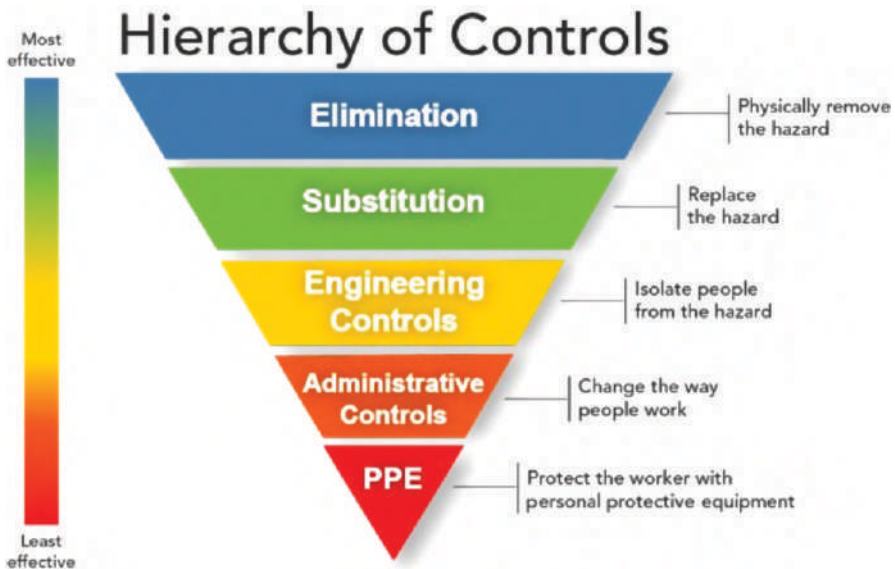 Hierarchy of Controls
Most
effective
Elimination
Physically remove
the hazard
Substitution
Replace
the hazard
Engineering
Controls
Isolate people
from the hazard
Administrative
Controls
Change the way
people work
PPE
Protect the worker with
personal protective equipment
Least
effective